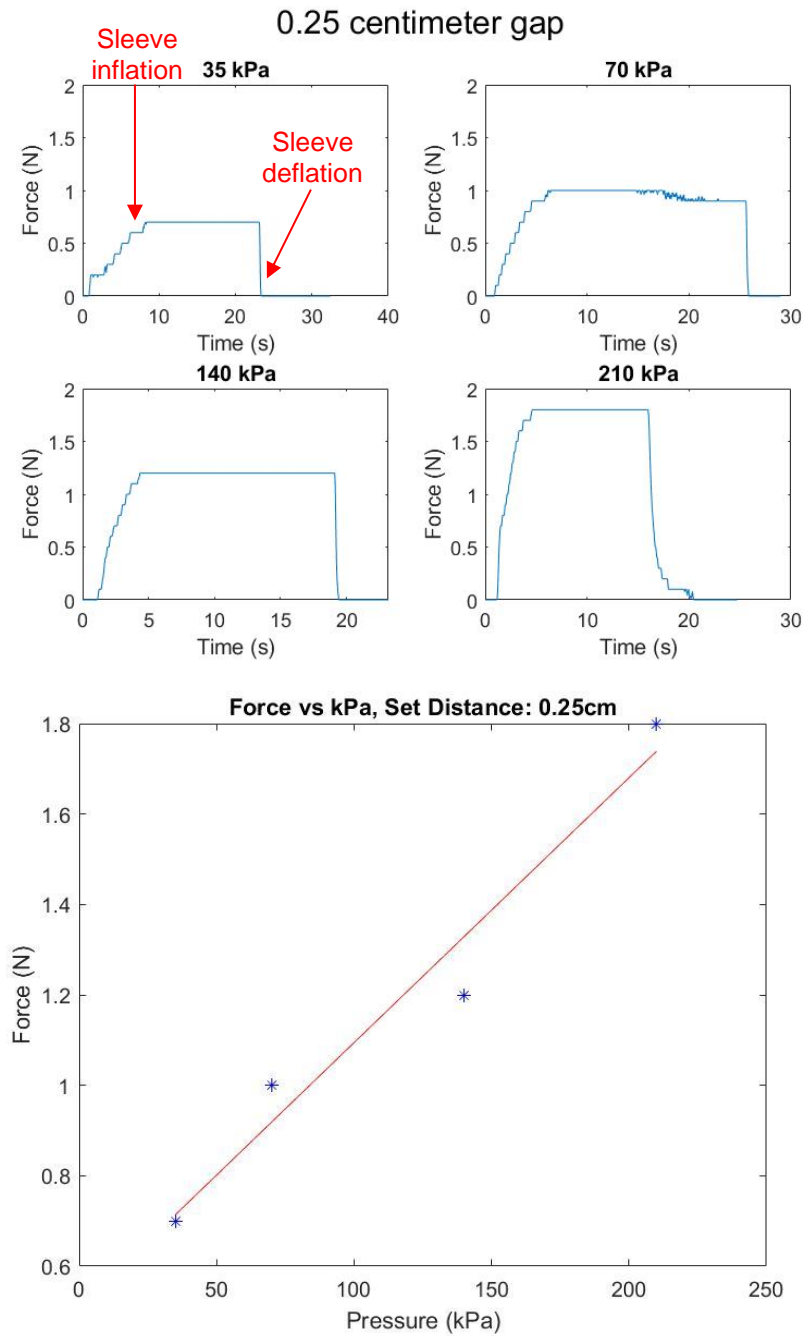 0.25 centimeter gap
Sleeve
inflation
Sleeve
deflation
35 kPa
2
1.5
1
0.5
0
Force (N)
0 10 20 30 40
Time (s)
70 kPa
2
1.5
1
0.5
0
Force (N)
0 10 20 30
Time (s)
140 kPa
2
1.5
1
0.5
0
Force (N)
0 5 10 15 20
Time (s)
210 kPa
2
1.5
1
0.5
0
Force (N)
0 10 20 30
Time (s)
Force vs kPa, Set Distance: 0.25cm
1.8
1.6
1.4
1.2
1
0.8
0.6
Force (N)
0 50 100 150 200 250
Pressure (kPa)